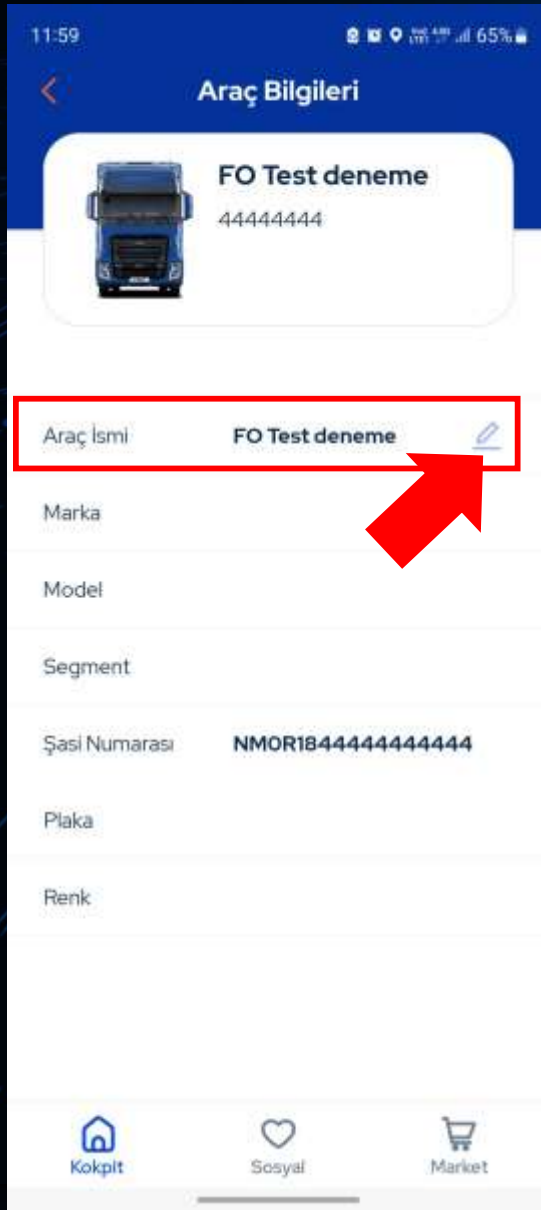 11:59
65%
Araç Bilgileri
FO Test deneme
44444444
Araç İsmi FO Test deneme
Marka
Model
Segment
Şasi Numarası NM0R1844444444444
Plaka
Renk
Kokpit Sosyal Market